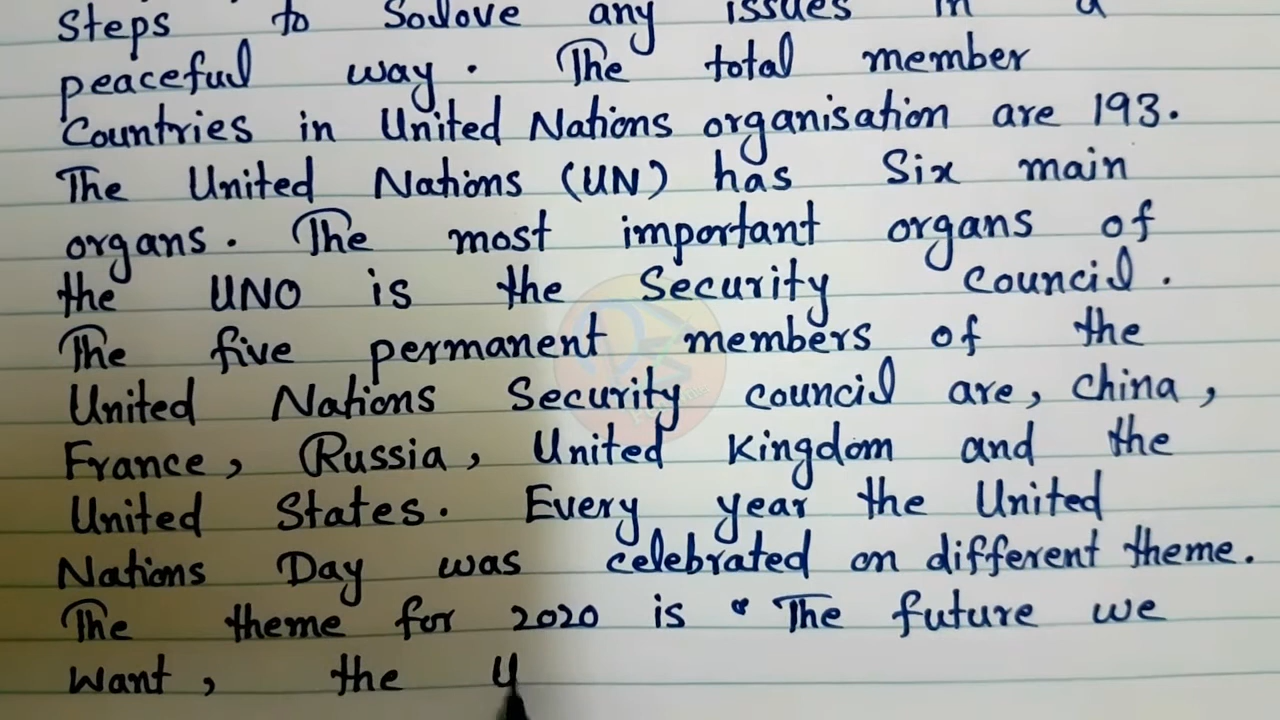 Steps to Solove any issues in a
peaceful way. The total member
Countries in United Nations organisation are 193.
The United Nations (UN) has Six main
organs. The most important organs of
the UNO is the Security council.
The five permanent members of the
United Nations Security council are, China,
France, Russia, United Kingdom and the
United States. Every year the United
Nations Day was celebrated on different theme.
The theme for 2020 is " The future we
want, the U